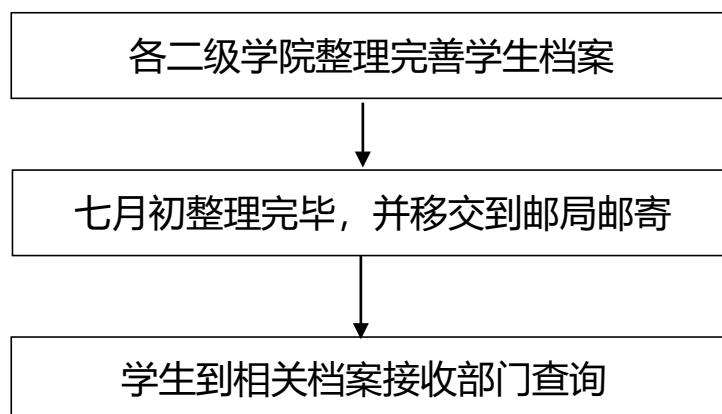 各二级学院整理完善学生档案
七月初整理完毕，并移交到邮局邮寄
学生到相关档案接收部门查询